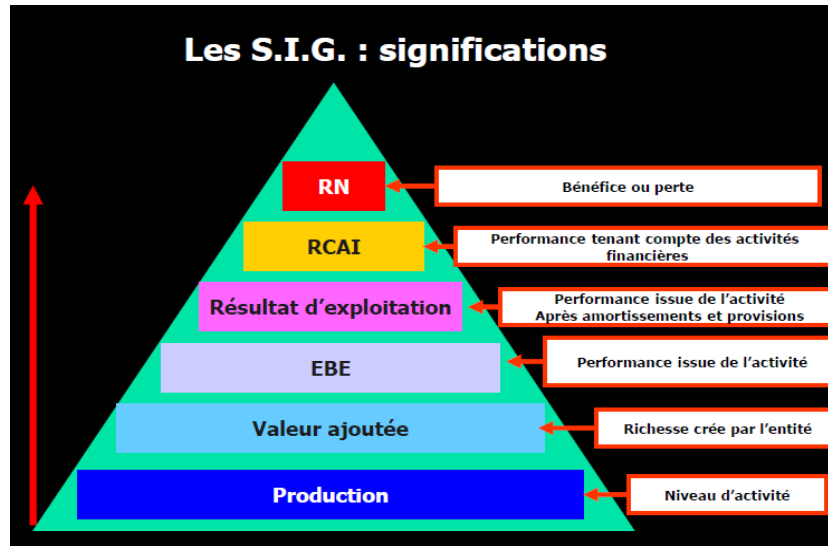 Les S.I.G. : significations
RN
Bénéfice ou perte
RCAI
Performance tenant compte des activités
financières
Résultat d'exploitation
Performance issue de l'activité
Après amortissements et provisions
EBE
Performance issue de l'activité
Valeur ajoutée
Richesse crée par l'entité
Production
Niveau d'activité